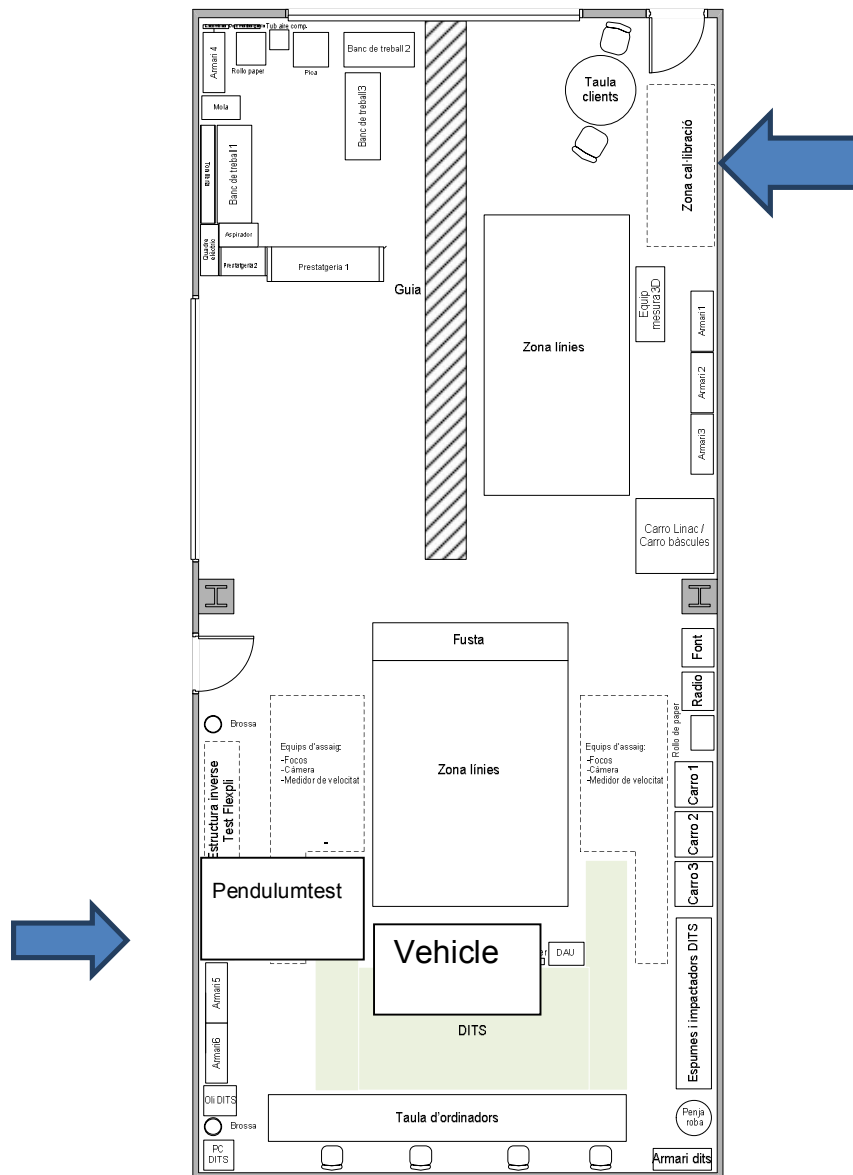 Tub aire comp.
Armari 4
Rollo paper
Pica
Banc de treball 2
Mola
Banc de treball3
Banc de treball 1
Aspirador
Quadre
elèctric
Prestatgeria2
Prestatgeria 1
Guia
Taula
clients
Zona cal·libració
Zona línies
Equip
mesura 3D
Armari1
Armari 2
Armari3
Carro Linac /
Carro bàscules
Fusta
Font
Radio
Rollo de paper
Brossa
Equips d'assaig:
-Focos
-Càmera
-Medidor de velocitat
-
Zona línies
Equips d'assaig:
-Focos
-Càmera
-Medidor de velocitat
Estructura inverse
Test Flexpli
Carro 1
Carro 2
Carro 3
Pendulumtest
Vehicle
er
DAU
DITS
Armari5
Armari6
Espumes i impactadors DITS
Oli DITS
Brossa
PC
DITS
Taula d'ordinadors
Penja
roba
Armari dits